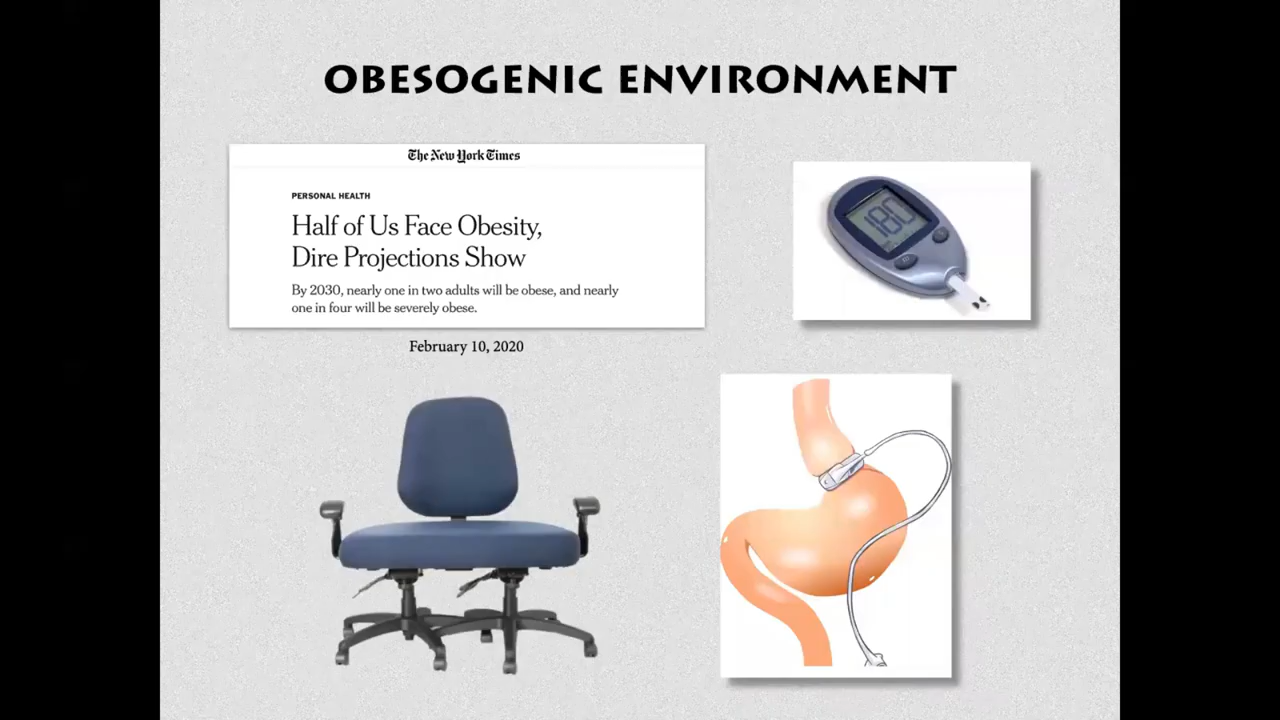 OBESOGENIC ENVIRONMENT
The New York Times
PERSONAL HEALTH
Half of Us Face Obesity,
Dire Projections Show
By 2030, nearly one in two adults will be obese, and nearly
one in four will be severely obese.
February 10, 2020
180